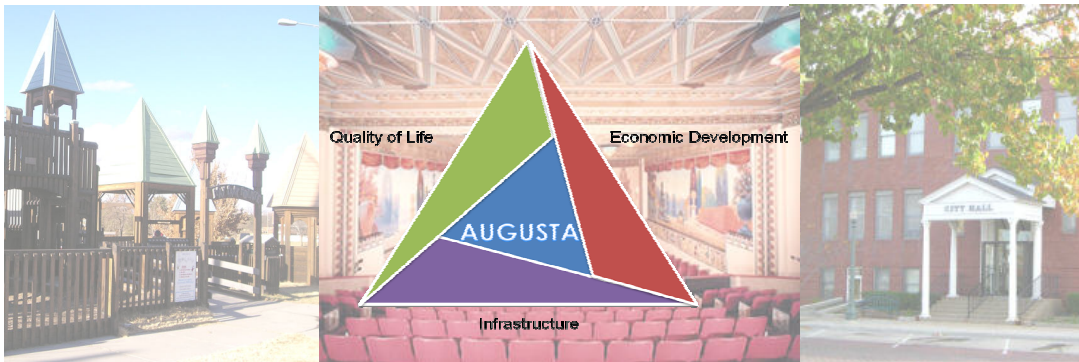 Quality of Life
Economic Development
AUGUSTA
CITY HALL
Infrastructure